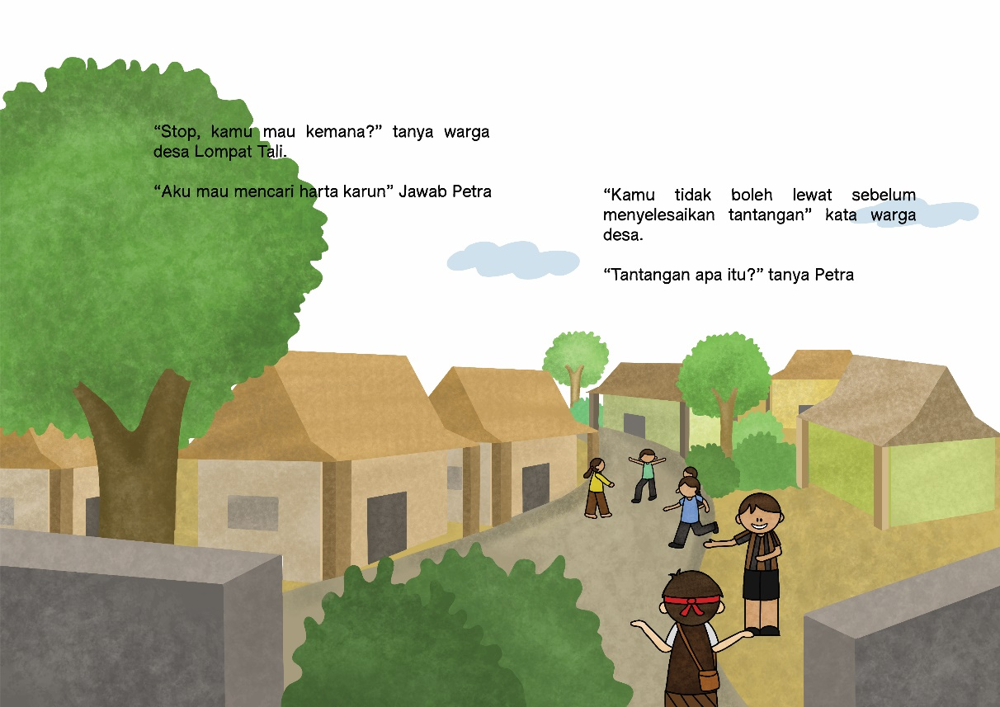 “Stop, kamu mau kemana?” tanya warga
desa Lompat Tali.
“Aku mau mencari harta karun” Jawab Petra
“Kamu tidak boleh lewat sebelum
menyelesaikan tantangan” kata warga
desa.
“Tantangan apa itu?” tanya Petra